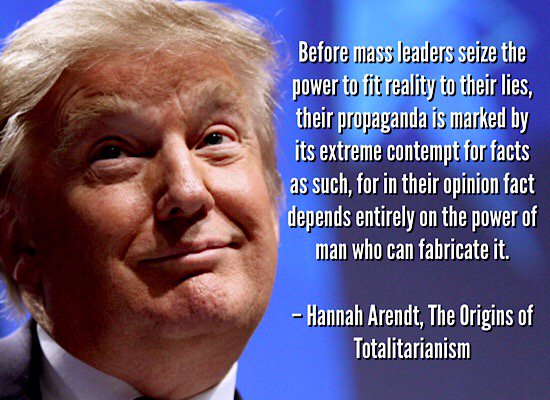 Before mass leaders seize the
power to fit reality to their lies,
their propaganda is marked by
its extreme contempt for facts
as such, for in their opinion fact
depends entirely on the power of
man who can fabricate it.
– Hannah Arendt, The Origins of
Totalitarianism